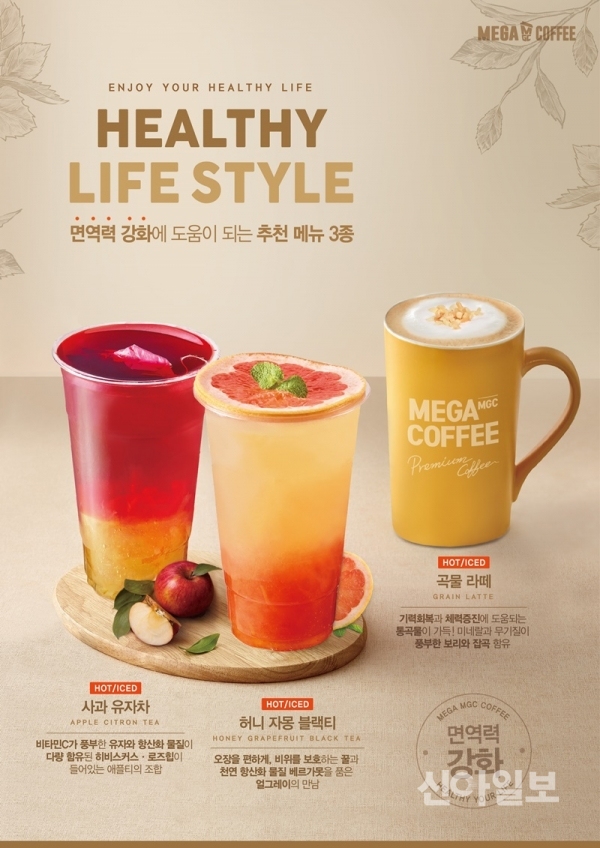 MEGA COFFEE
ENJOY YOUR HEALTHY LIFE
HEALTHY
LIFE STYLE
면역력 강화에 도움이 되는 추천 메뉴 3종
MEGA MGC
COFFEE
Premium
Coffee
HOT/ICED
곡물 라떼
GRAIN LATTE
기력회복과 체력증진에 도움되는
통곡물이 가득! 미네랄과 무기질이
풍부한 보리와 잡곡 함유
HOT/ICED
사과 유자차
APPLE CITRON TEA
비타민C가 풍부한 유자와 항산화 물질이
다량 함유된 히비스커스·로즈힙이
들어있는 애플티의 조합
HOT/ICED
허니 자몽 블랙티
HONEY GRAPEFRUIT BLACK TEA
오장을 편하게, 비위를 보호하는 꿀과
천연 항산화 물질 베르가못을 품은
얼그레이의 만남
MEGA MGC COFFEE
면역력
강화
HEALTHY YOUR LIFE
신아일보